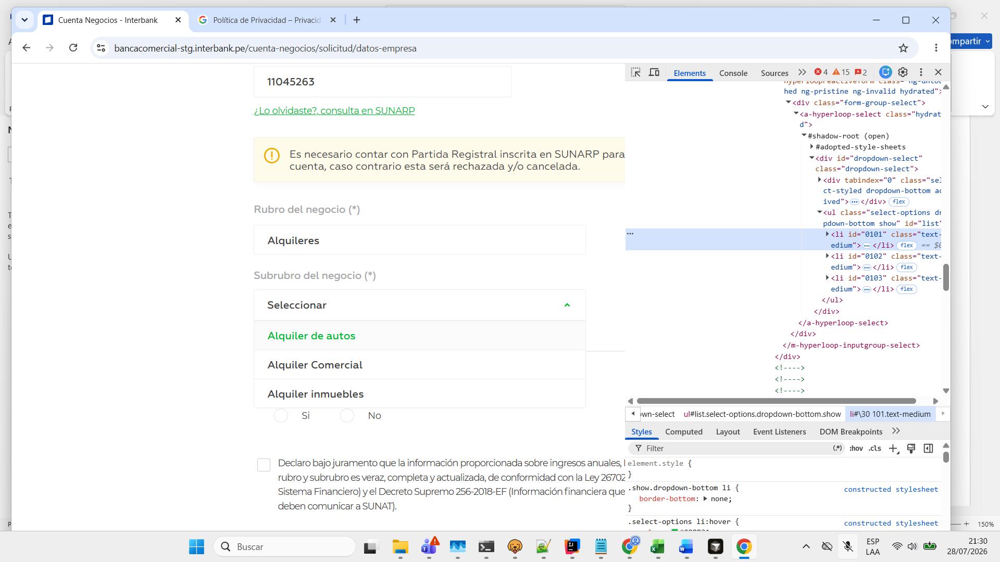 Cuenta Negocios - Interbank
Política de Privacidad – Privacid
bancacomercial-stg.interbank.pe/cuenta-negocios/solicitud/datos-empresa
ompartir
11045263
¿Lo olvidaste?, consulta en SUNARP
Es necesario contar con Partida Registral inscrita en SUNARP para
cuenta, caso contrario esta será rechazada y/o cancelada.
Rubro del negocio (*)
Alquileres
Subrubro del negocio (*)
Seleccionar
Alquiler de autos
Alquiler Comercial
Alquiler inmuebles
Si No
Declaro bajo juramento que la información proporcionada sobre ingresos anuales,
rubro y subrubro es veraz, completa y actualizada, de conformidad con la Ley 26702
Sistema Financiero) y el Decreto Supremo 256-2018-EF (Información financiera que
deben comunicar a SUNAT).
Elements Console Sources 4 15 2
hyperloopreactiveform class="ng-untou
hed ng-pristine ng-invalid hydrated">
<div class="form-group-select">
<a-hyperloop-select class="hydrat
d">
#shadow-root (open)
#adopted-style-sheets
<div id="dropdown-select"
class="dropdown-select">
<div tabindex="0" class="sel
ct-styled dropdown-bottom ac
ived"> ··· </div> flex
<ul class="select-options dr
pdown-bottom show" id="list"
··· <li id="0101" class="text-
edium"> ··· </li> flex == $0
<li id="0102" class="text-
edium"> ··· </li> flex
<li id="0103" class="text-
edium"> ··· </li> flex
</ul>
</div>
</a-hyperloop-select>
</div>
</m-hyperloop-inputgroup-select>
</div>
<!---->
<!---->
<!---->
own-select ul#list.select-options.dropdown-bottom.show li#\30 101.text-medium
Styles Computed Layout Event Listeners DOM Breakpoints
Filter (.*) :hov .cls
element.style {
}
.show.dropdown-bottom li { constructed stylesheet
border-bottom: none;
}
.select-options li:hover { constructed stylesheet
150%
Buscar
ESP
LAA
21:30
28/07/2026